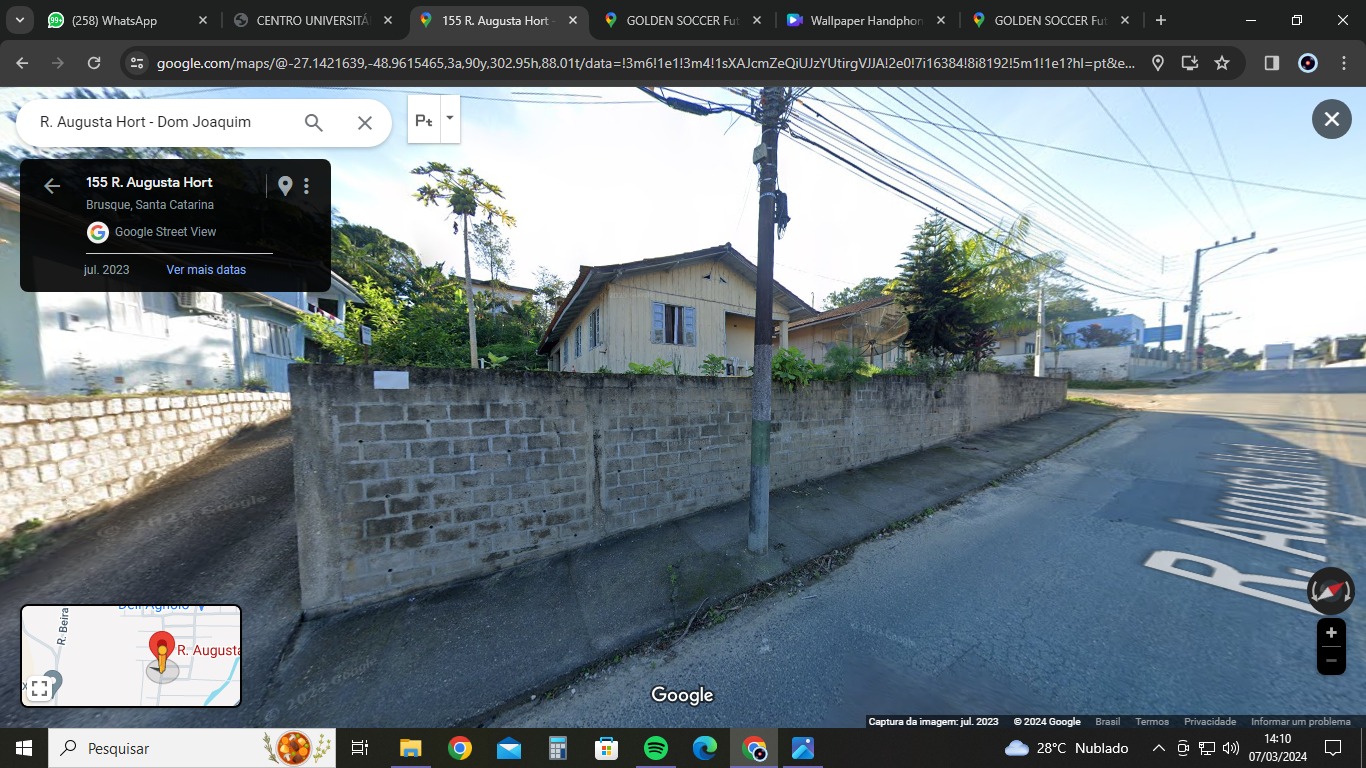 (258) WhatsApp
CENTRO UNIVERSITÁ
155 R. Augusta Hort -
GOLDEN SOCCER Fut
Wallpaper Handphon
GOLDEN SOCCER Fut
google.com/maps/@-27.1421639,-48.9615465,3a,90y,302.95h,88.01t/data=!3m6!1e1!3m4!1sXAJcmZeQiUJzYUtirgVJJA!2e0!7i16384!8i8192!5m1!1e1?hl=pt&e...
R. Augusta Hort - Dom Joaquim
Pt
155 R. Augusta Hort
Brusque, Santa Catarina
Google Street View
jul. 2023
Ver mais datas
Dell'Agnolo
R. Beira
R. Augusta
© 2023 Google
Google
Captura da imagem: jul. 2023
© 2024 Google
Brasil
Termos
Privacidade
Informar um problema
Pesquisar
28°C Nublado
14:10
07/03/2024